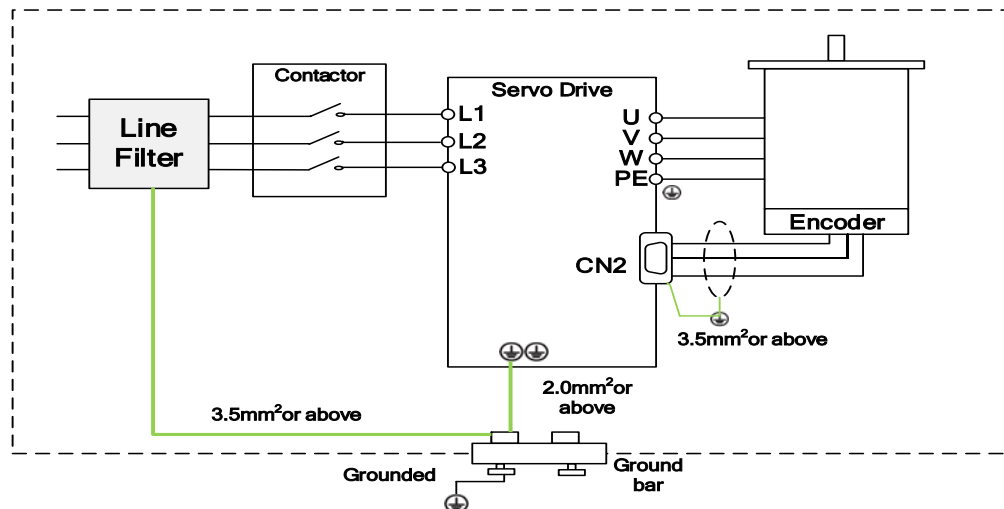 Contactor
Servo Drive
Line
Filter
L1
L2
L3
U
V
W
PE
Encoder
CN2
3.5mm²or above
2.0mm²or
above
3.5mm²or above
Grounded
Ground
bar